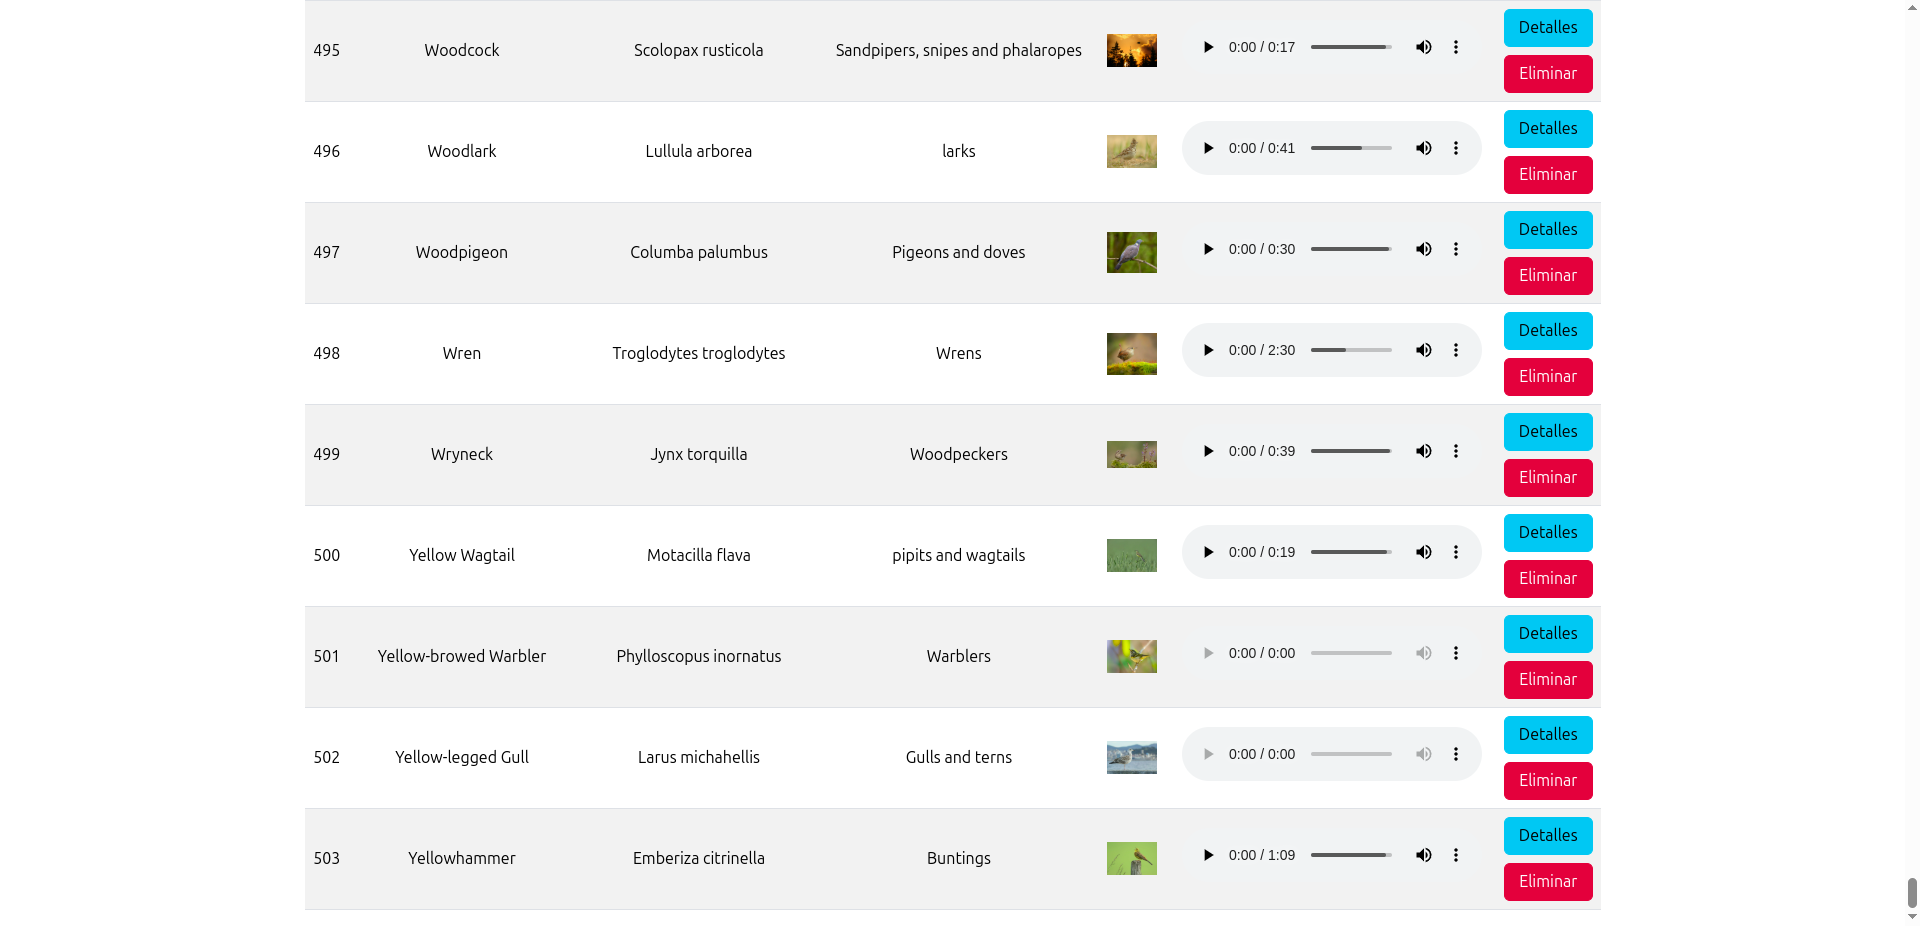 495 Woodcock Scolopax rusticola Sandpipers, snipes and phalaropes 0:00 / 0:17 Detalles
Eliminar
496 Woodlark Lullula arborea larks 0:00 / 0:41 Detalles
Eliminar
497 Woodpigeon Columba palumbus Pigeons and doves 0:00 / 0:30 Detalles
Eliminar
498 Wren Troglodytes troglodytes Wrens 0:00 / 2:30 Detalles
Eliminar
499 Wryneck Jynx torquilla Woodpeckers 0:00 / 0:39 Detalles
Eliminar
500 Yellow Wagtail Motacilla flava pipits and wagtails 0:00 / 0:19 Detalles
Eliminar
501 Yellow-browed Warbler Phylloscopus inornatus Warblers 0:00 / 0:00 Detalles
Eliminar
502 Yellow-legged Gull Larus michahellis Gulls and terns 0:00 / 0:00 Detalles
Eliminar
503 Yellowhammer Emberiza citrinella Buntings 0:00 / 1:09 Detalles
Eliminar